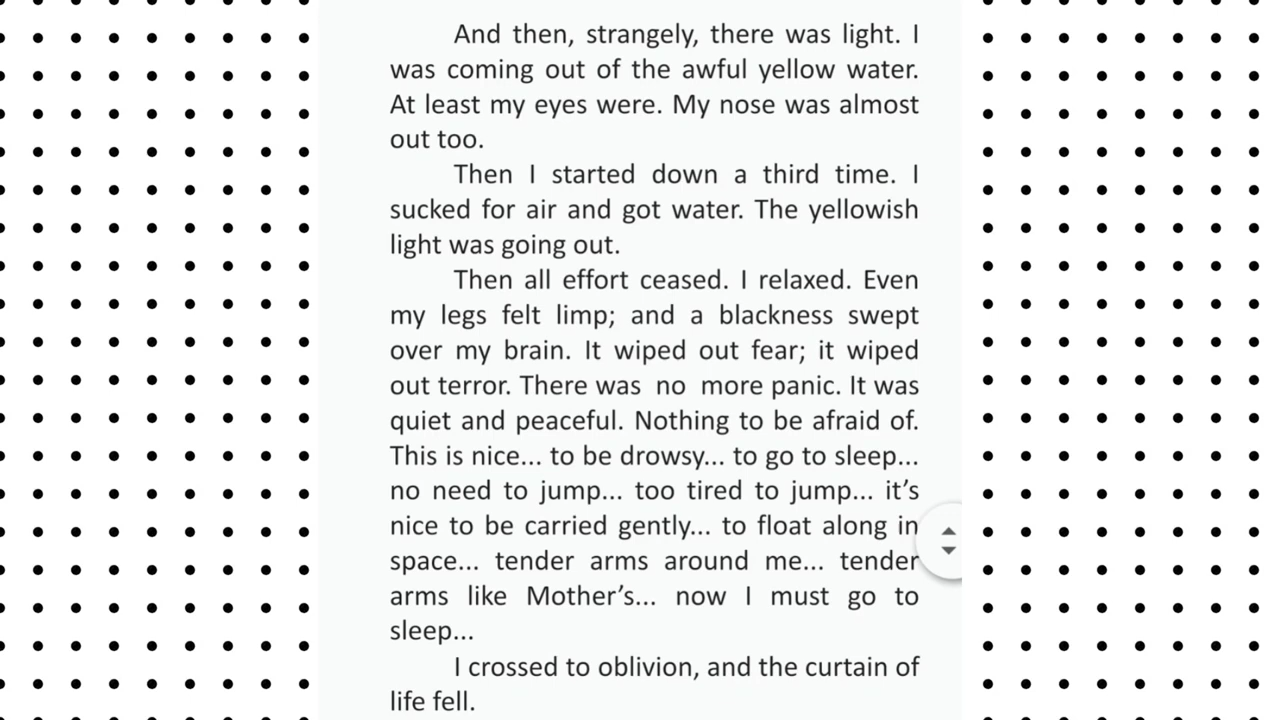 And then, strangely, there was light. I
was coming out of the awful yellow water.
At least my eyes were. My nose was almost
out too.
Then I started down a third time. I
sucked for air and got water. The yellowish
light was going out.
Then all effort ceased. I relaxed. Even
my legs felt limp; and a blackness swept
over my brain. It wiped out fear; it wiped
out terror. There was no more panic. It was
quiet and peaceful. Nothing to be afraid of.
This is nice... to be drowsy... to go to sleep...
no need to jump... too tired to jump... it’s
nice to be carried gently... to float along in
space... tender arms around me... tender
arms like Mother’s... now I must go to
sleep...
I crossed to oblivion, and the curtain of
life fell.